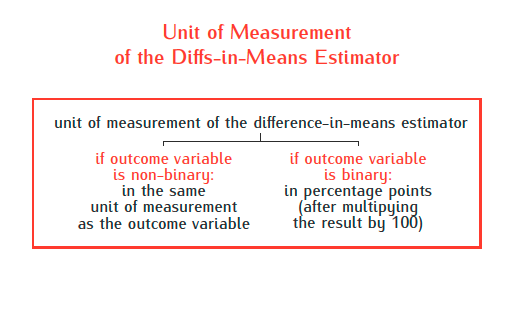 Unit of Measurement
of the Diffs-in-Means Estimator
unit of measurement of the difference-in-means estimator
if outcome variable
is non-binary:
in the same
unit of measurement
as the outcome variable
if outcome variable
is binary:
in percentage points
(after multipying
the result by 100)